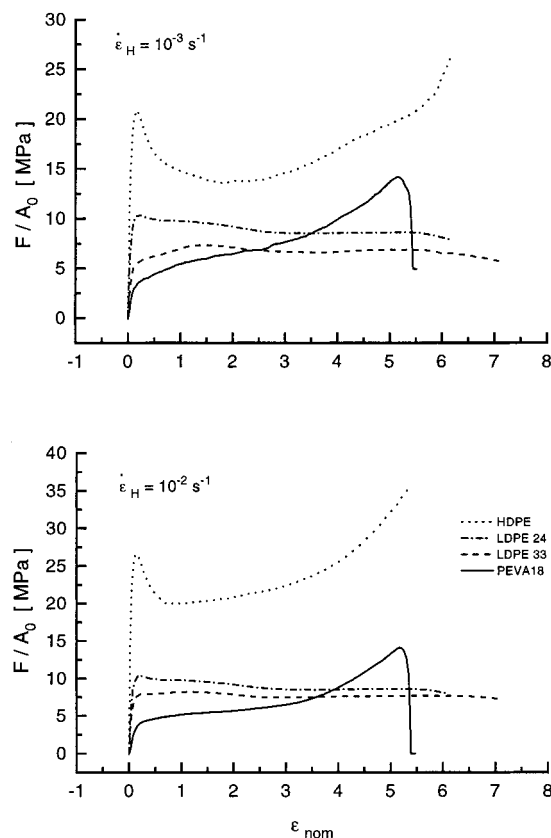 30
25
20
15
10
5
0
F / A₀ [ MPa ]
ε̇ H = 10⁻³ s⁻¹
-1 0 1 2 3 4 5 6 7 8
40
35
30
25
20
15
10
5
0
F / A₀ [ MPa ]
ε̇ H = 10⁻² s⁻¹
HDPE
LDPE 24
LDPE 33
PEVA18
-1 0 1 2 3 4 5 6 7 8
ε nom